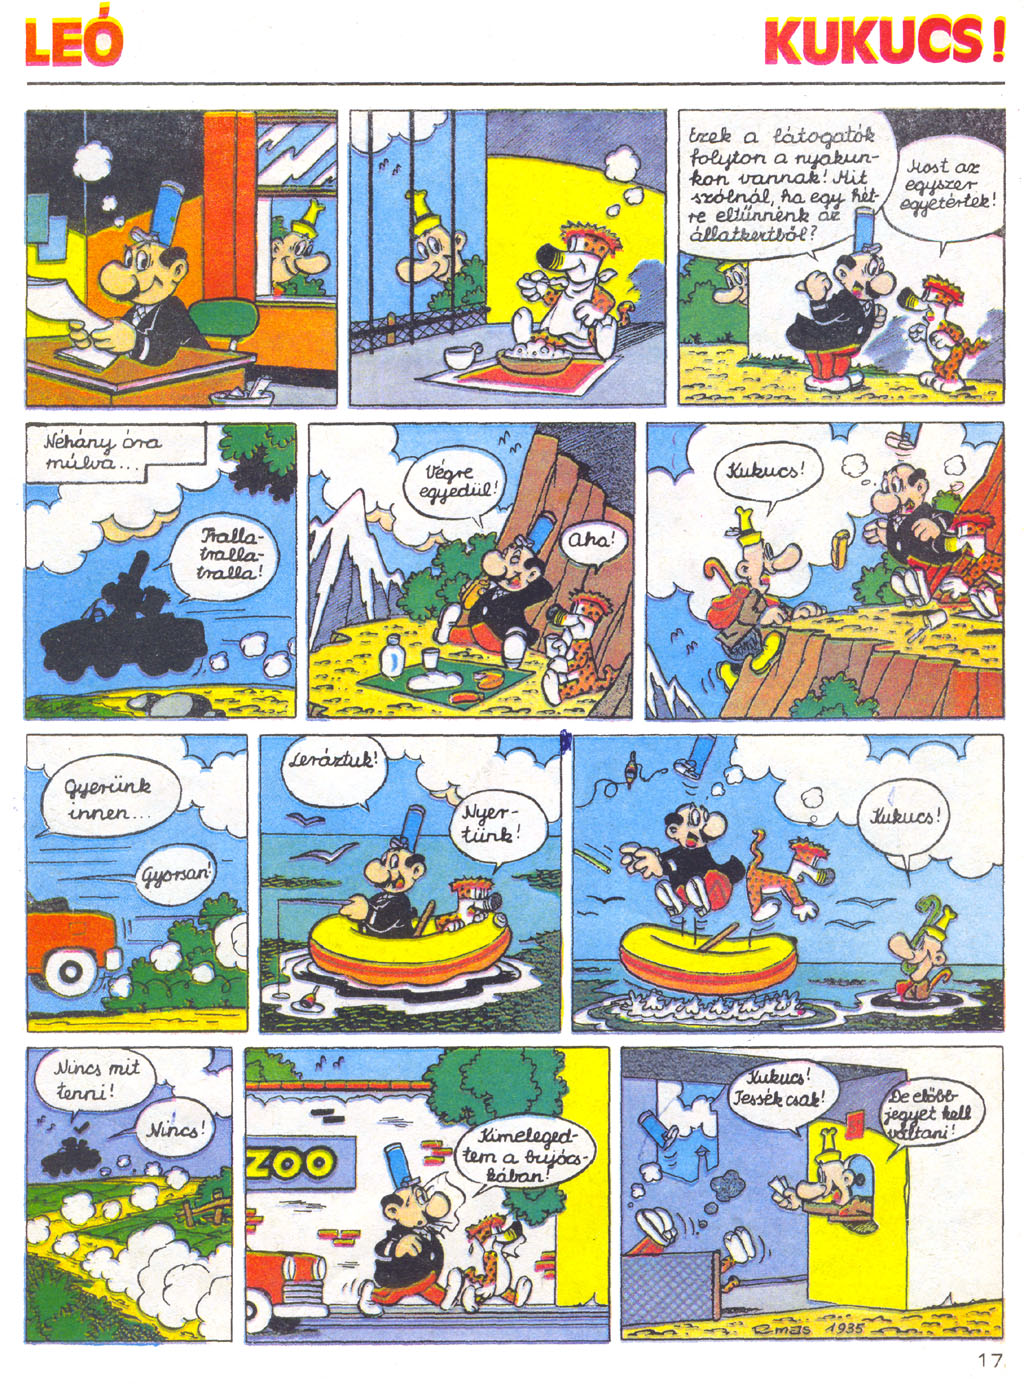 LEÓ
KUKUCS!
Ezek a látogatók
folyton a nyakun-
kon vannak! Mit
szólnál, ha egy hét-
re eltűnnénk az
állatkertből?
Most az
egyszer
egyetértek!
Néhány óra
múlva...
Tralla-
tralla-
tralla!
Végre
egyedül!
Aha!
Kukucs!
Gyerünk
innen...
Gyorsan!
Leráztuk!
Nyer-
tünk!
Kukucs!
Nincs mit
tenni!
Nincs!
ZOO
Kimeleged-
tem a bujócs-
kában!
Kukucs!
Tessék csak!
De előbb
jegyet kell
váltani!
Rmás 1935
17